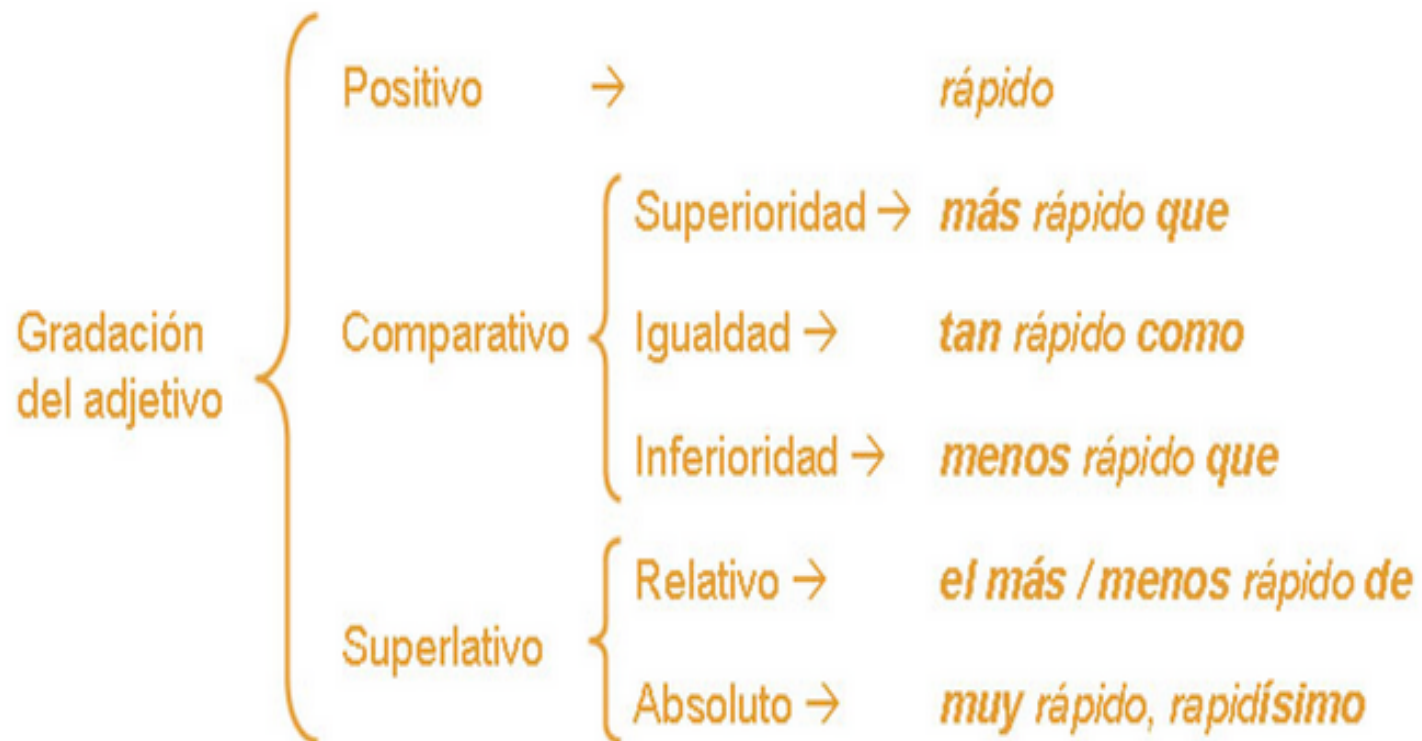 Positivo → rápido
Superioridad → más rápido que
Gradación
del adjetivo
Comparativo
Igualdad → tan rápido como
Inferioridad → menos rápido que
Relativo → el más / menos rápido de
Superlativo
Absoluto → muy rápido, rapidísimo